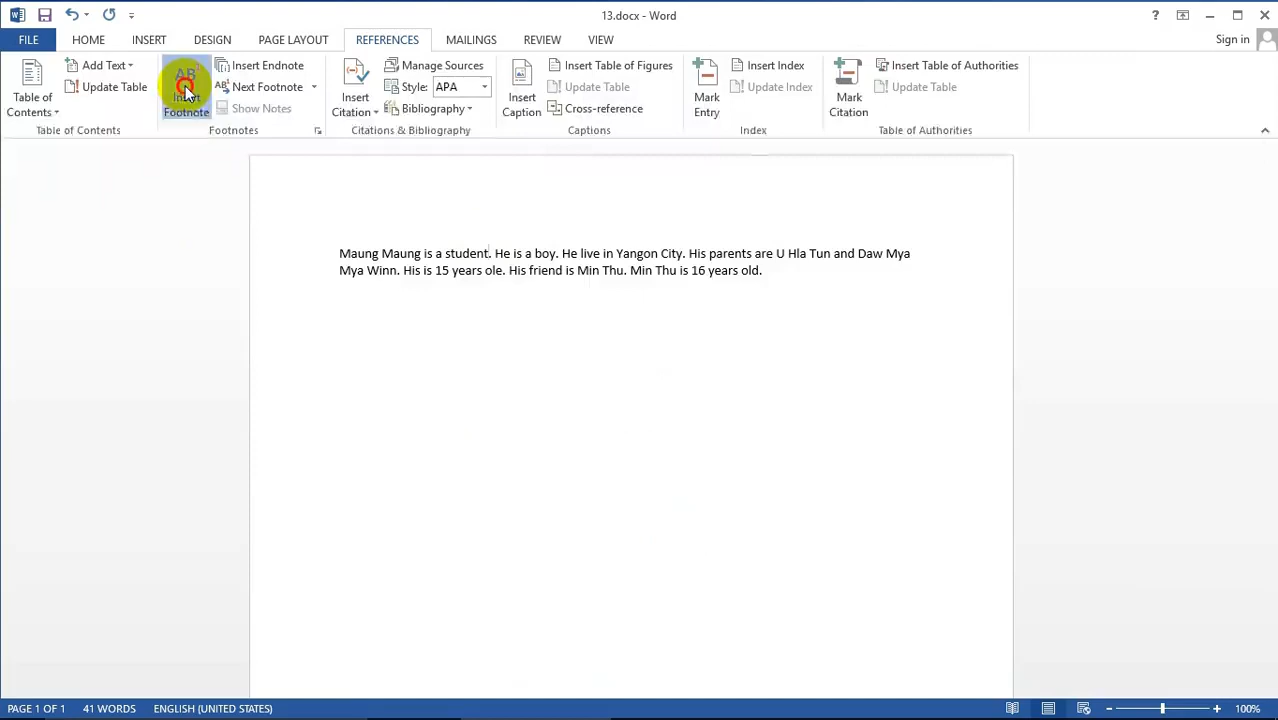 13.docx - Word
FILE HOME INSERT DESIGN PAGE LAYOUT REFERENCES MAILINGS REVIEW VIEW Sign in
Table of Contents
Add Text
Update Table
Table of Contents
AB
Insert Footnote
Insert Endnote
Next Footnote
Show Notes
Footnotes
Insert Citation
Manage Sources
Style: APA
Bibliography
Citations & Bibliography
Insert Caption
Insert Table of Figures
Update Table
Cross-reference
Captions
Mark Entry
Insert Index
Update Index
Index
Mark Citation
Insert Table of Authorities
Update Table
Table of Authorities
Maung Maung is a student. He is a boy. He live in Yangon City. His parents are U Hla Tun and Daw Mya
Mya Winn. His is 15 years ole. His friend is Min Thu. Min Thu is 16 years old.
PAGE 1 OF 1 41 WORDS ENGLISH (UNITED STATES) 100%